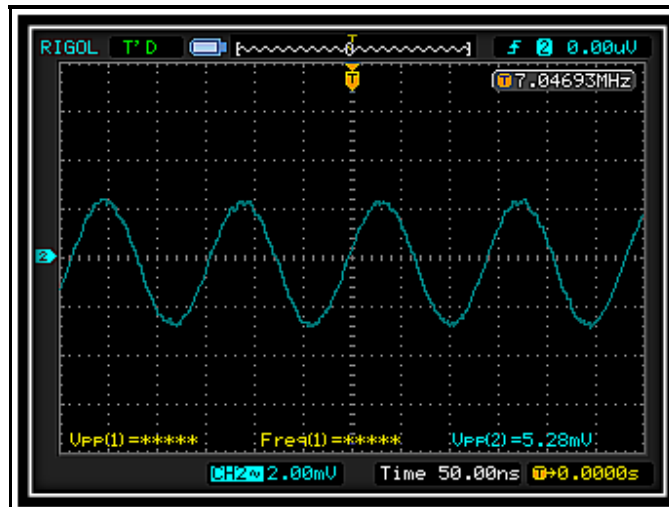 RIGOL T'D T F 2 0.00uV
T 7.04693MHz
2
Vpp(1)=***** Freq(1)=***** Vpp(2)=5.28mV
CH2 2.00mV Time 50.00ns T→0.0000s